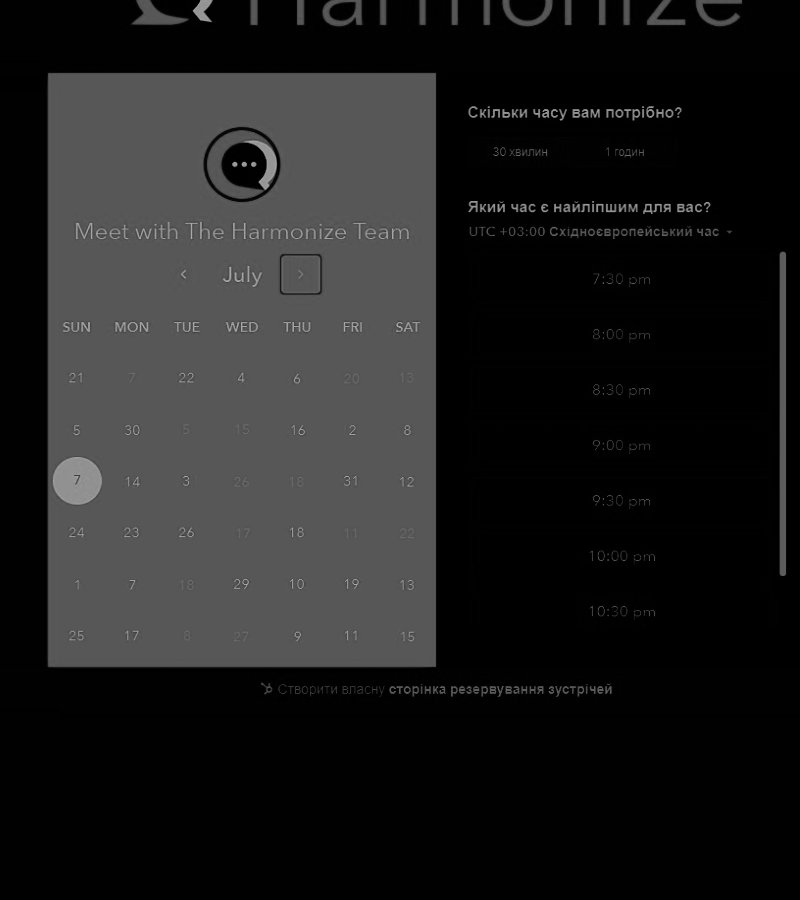 Harmonize
Meet with The Harmonize Team
July
SUN MON TUE WED THU FRI SAT
21 7 22 4 6 20 13
5 30 5 15 16 2 8
7 14 3 26 18 31 12
24 23 26 17 18 11 22
1 7 18 29 10 19 13
25 17 8 27 9 11 15
Скільки часу вам потрібно?
30 хвилин 1 годин
Який час є найліпшим для вас?
UTC +03:00 Східноєвропейський час
7:30 pm
8:00 pm
8:30 pm
9:00 pm
9:30 pm
10:00 pm
10:30 pm
Створити власну сторінка резервування зустрічей